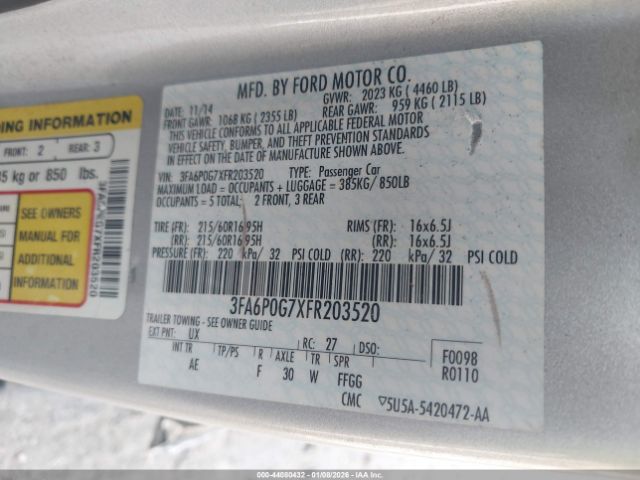 DING INFORMATION
FRONT: 2 REAR: 3
35 kg or 850 lbs.
SEE OWNERS
MANUAL FOR
ADDITIONAL
INFORMATION
3FA6P0G7XFR203520
MFD. BY FORD MOTOR CO.
DATE: 11/14 GVWR: 2023 KG ( 4460 LB)
FRONT GAWR: 1068 KG ( 2355 LB) REAR GAWR: 959 KG ( 2115 LB)
THIS VEHICLE CONFORMS TO ALL APPLICABLE FEDERAL MOTOR
VEHICLE SAFETY, BUMPER, AND THEFT PREVENTION STANDARDS
IN EFFECT ON THE DATE OF MANUFACTURE SHOWN ABOVE.
VIN: 3FA6P0G7XFR203520 TYPE: Passenger Car
MAXIMUM LOAD = OCCUPANTS + LUGGAGE = 385KG/ 850LB
OCCUPANTS = 5 TOTAL: 2 FRONT, 3 REAR
TIRE (FR): 215/60R16 95H RIMS (FR): 16x6.5J
(RR): 215/60R16 95H (RR): 16x6.5J
PRESSURE (FR): 220 kPa/ 32 PSI COLD (RR): 220 kPa/ 32 PSI COLD
3FA6P0G7XFR203520
TRAILER TOWING - SEE OWNER GUIDE
EXT PNT: UX RC: 27 DSO: F0098
INT TR TP/PS R AXLE TR SPR R0110
AE F 30 W FFGG
CMC ▽5U5A-5420472-AA
000-44080432 - 01/08/2026 - IAAI.com